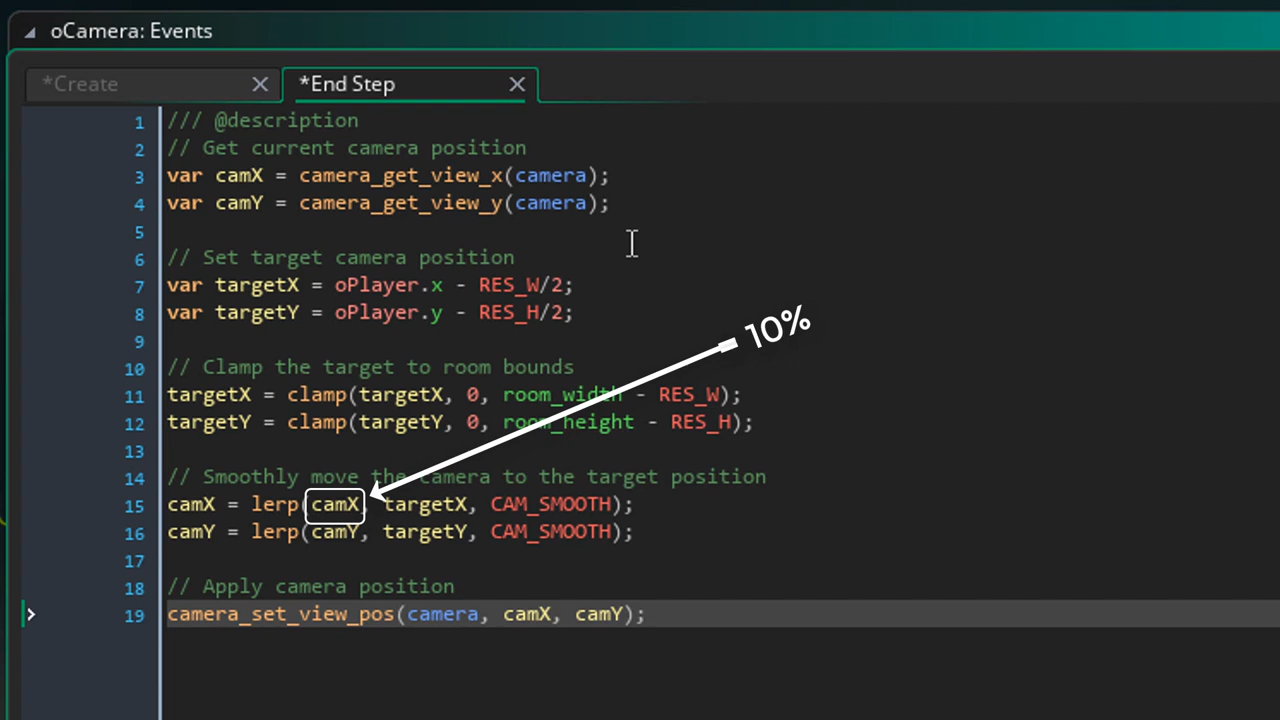 oCamera: Events
*Create
*End Step
1 /// @description
2 // Get current camera position
3 var camX = camera_get_view_x(camera);
4 var camY = camera_get_view_y(camera);
5
6 // Set target camera position
7 var targetX = oPlayer.x - RES_W/2;
8 var targetY = oPlayer.y - RES_H/2;
9
10%
10 // Clamp the target to room bounds
11 targetX = clamp(targetX, 0, room_width - RES_W);
12 targetY = clamp(targetY, 0, room_height - RES_H);
13
14 // Smoothly move the camera to the target position
15 camX = lerp(camX, targetX, CAM_SMOOTH);
16 camY = lerp(camY, targetY, CAM_SMOOTH);
17
18 // Apply camera position
19 camera_set_view_pos(camera, camX, camY);